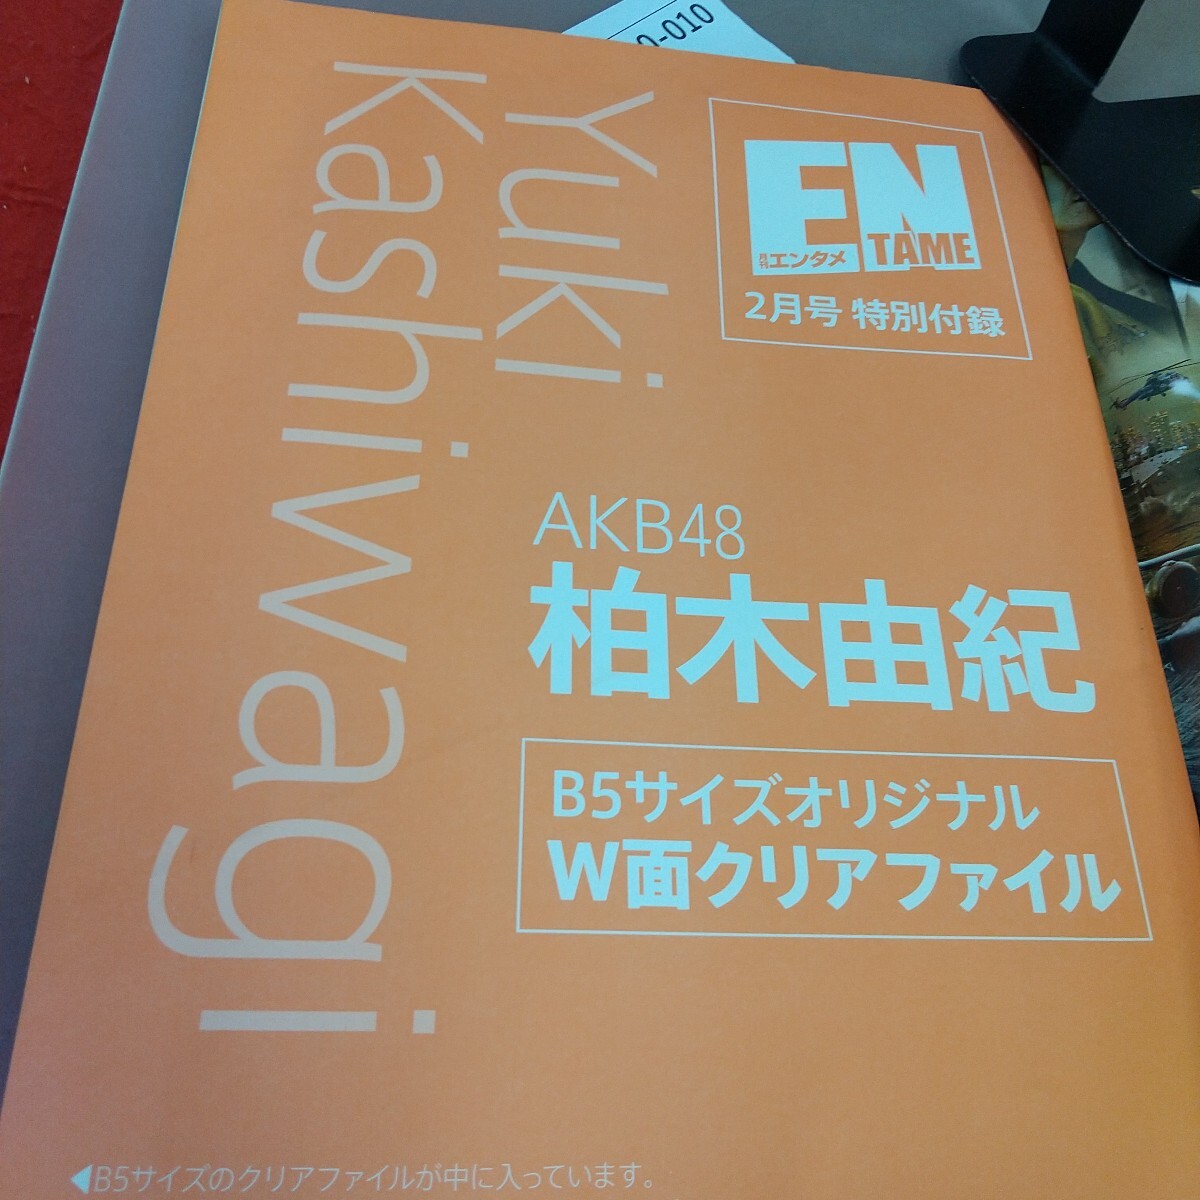 0-010
Yuki
Kashiwagi
EN
TAME
月刊エンタメ
2月号 特別付録
AKB48
柏木由紀
B5サイズオリジナル
W面クリアファイル
◀B5サイズのクリアファイルが中に入っています。